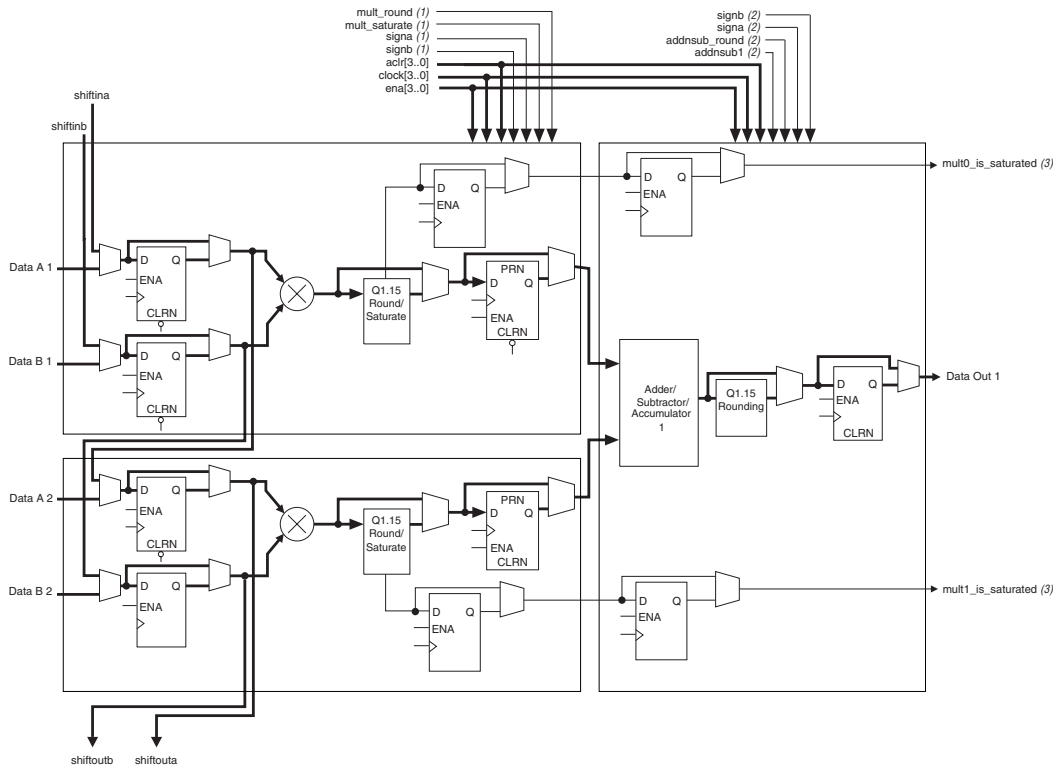 mult_round (1)
mult_saturate (1)
signa (1)
signb (1)
aclr[3..0]
clock[3..0]
ena[3..0]
signb (2)
signa (2)
addnsub_round (2)
addnsub1 (2)
shiftina
shiftinb
D Q
ENA
D Q
ENA
mult0_is_saturated (3)
Data A 1
D Q
ENA
CLRN
Q1.15
Round/
Saturate
PRN
D Q
ENA
CLRN
Data B 1
D Q
ENA
CLRN
Adder/
Subtractor/
Accumulator
1
Q1.15
Rounding
D Q
ENA
CLRN
Data Out 1
Data A 2
D Q
ENA
CLRN
Q1.15
Round/
Saturate
PRN
D Q
ENA
CLRN
Data B 2
D Q
ENA
D Q
ENA
D Q
ENA
mult1_is_saturated (3)
shiftoutb
shiftouta